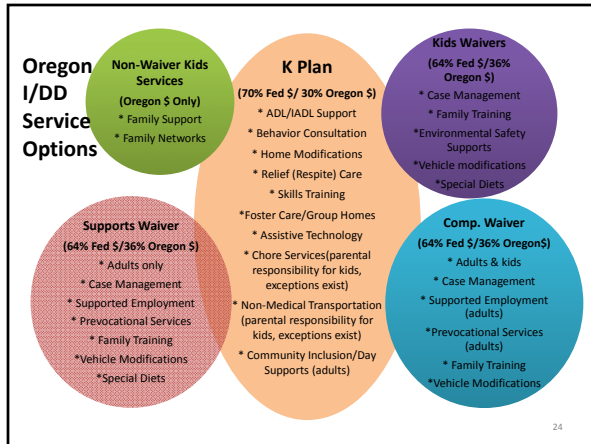 Oregon
I/DD
Service
Options
Non-Waiver Kids
Services
(Oregon $ Only)
* Family Support
* Family Networks
K Plan
(70% Fed $/ 30% Oregon $)
* ADL/IADL Support
* Behavior Consultation
* Home Modifications
* Relief (Respite) Care
* Skills Training
*Foster Care/Group Homes
* Assistive Technology
* Chore Services(parental
responsibility for kids,
exceptions exist)
* Non-Medical Transportation
(parental responsibility for
kids, exceptions exist)
* Community Inclusion/Day
Supports (adults)
Kids Waivers
(64% Fed $/36%
Oregon $)
* Case Management
* Family Training
*Environmental Safety
Supports
*Vehicle modifications
*Special Diets
Supports Waiver
(64% Fed $/36% Oregon $)
* Adults only
* Case Management
* Supported Employment
* Prevocational Services
* Family Training
*Vehicle Modifications
*Special Diets
Comp. Waiver
(64% Fed $/36% Oregon$)
* Adults & kids
* Case Management
* Supported Employment
(adults)
*Prevocational Services
(adults)
* Family Training
*Vehicle Modifications
24